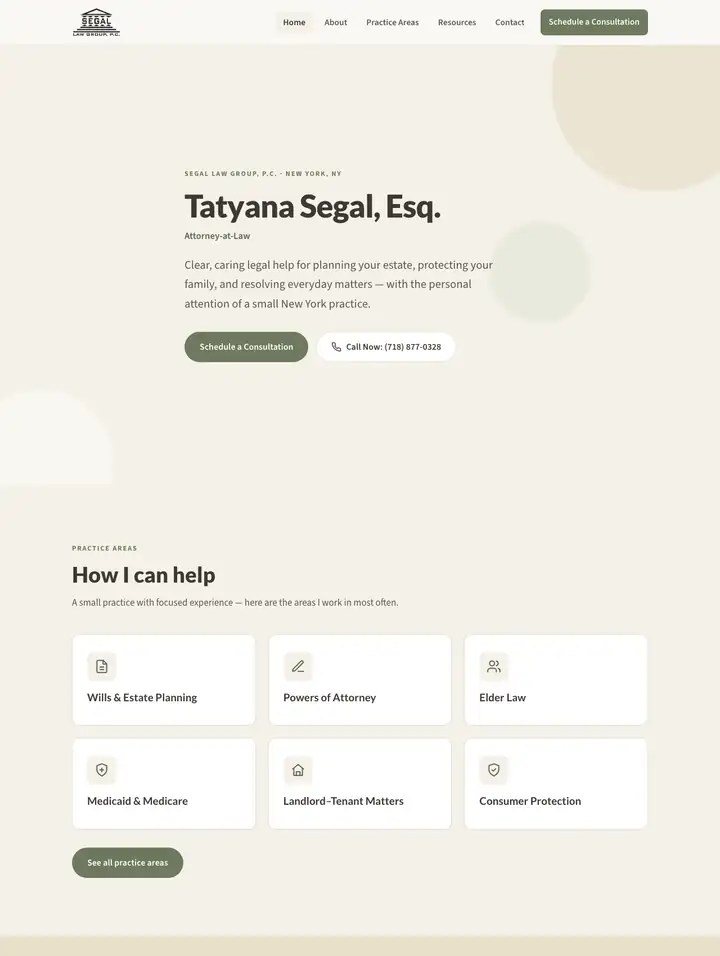 SEGAL
LAW GROUP, P.C.
Home
About
Practice Areas
Resources
Contact
Schedule a Consultation
SEGAL LAW GROUP, P.C. · NEW YORK, NY
Tatyana Segal, Esq.
Attorney-at-Law
Clear, caring legal help for planning your estate, protecting your
family, and resolving everyday matters — with the personal
attention of a small New York practice.
Schedule a Consultation
Call Now: (718) 877-0328
PRACTICE AREAS
How I can help
A small practice with focused experience — here are the areas I work in most often.
Wills & Estate Planning
Powers of Attorney
Elder Law
Medicaid & Medicare
Landlord–Tenant Matters
Consumer Protection
See all practice areas